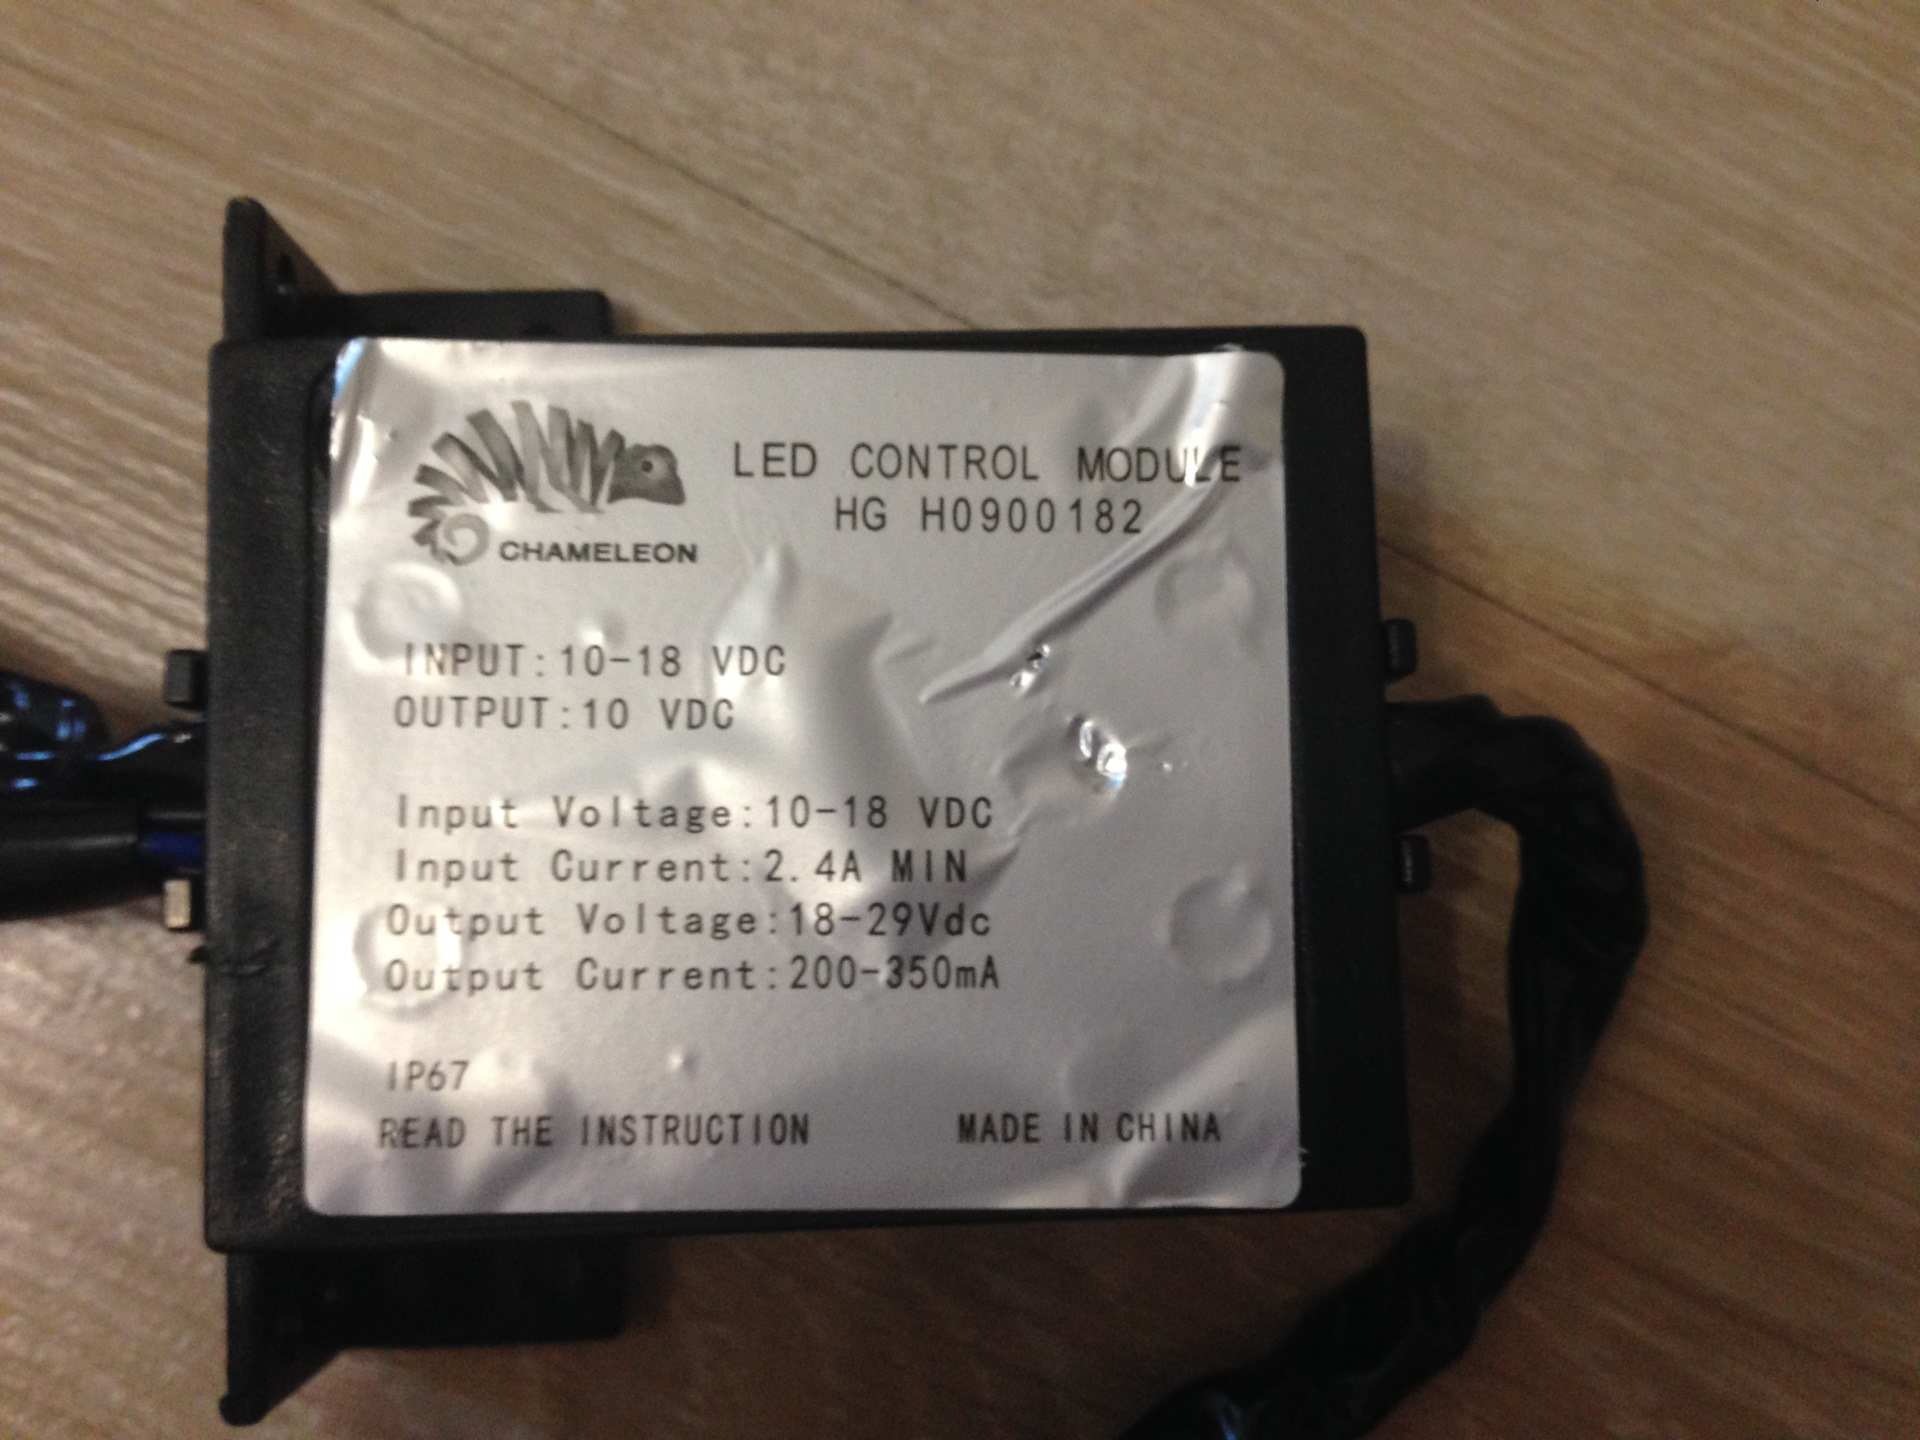 CHAMELEON
LED CONTROL MODULE
HG H0900182
INPUT:10-18 VDC
OUTPUT:10 VDC
Input Voltage:10-18 VDC
Input Current:2.4A MIN
Output Voltage:18-29Vdc
Output Current:200-350mA
IP67
READ THE INSTRUCTION MADE IN CHINA